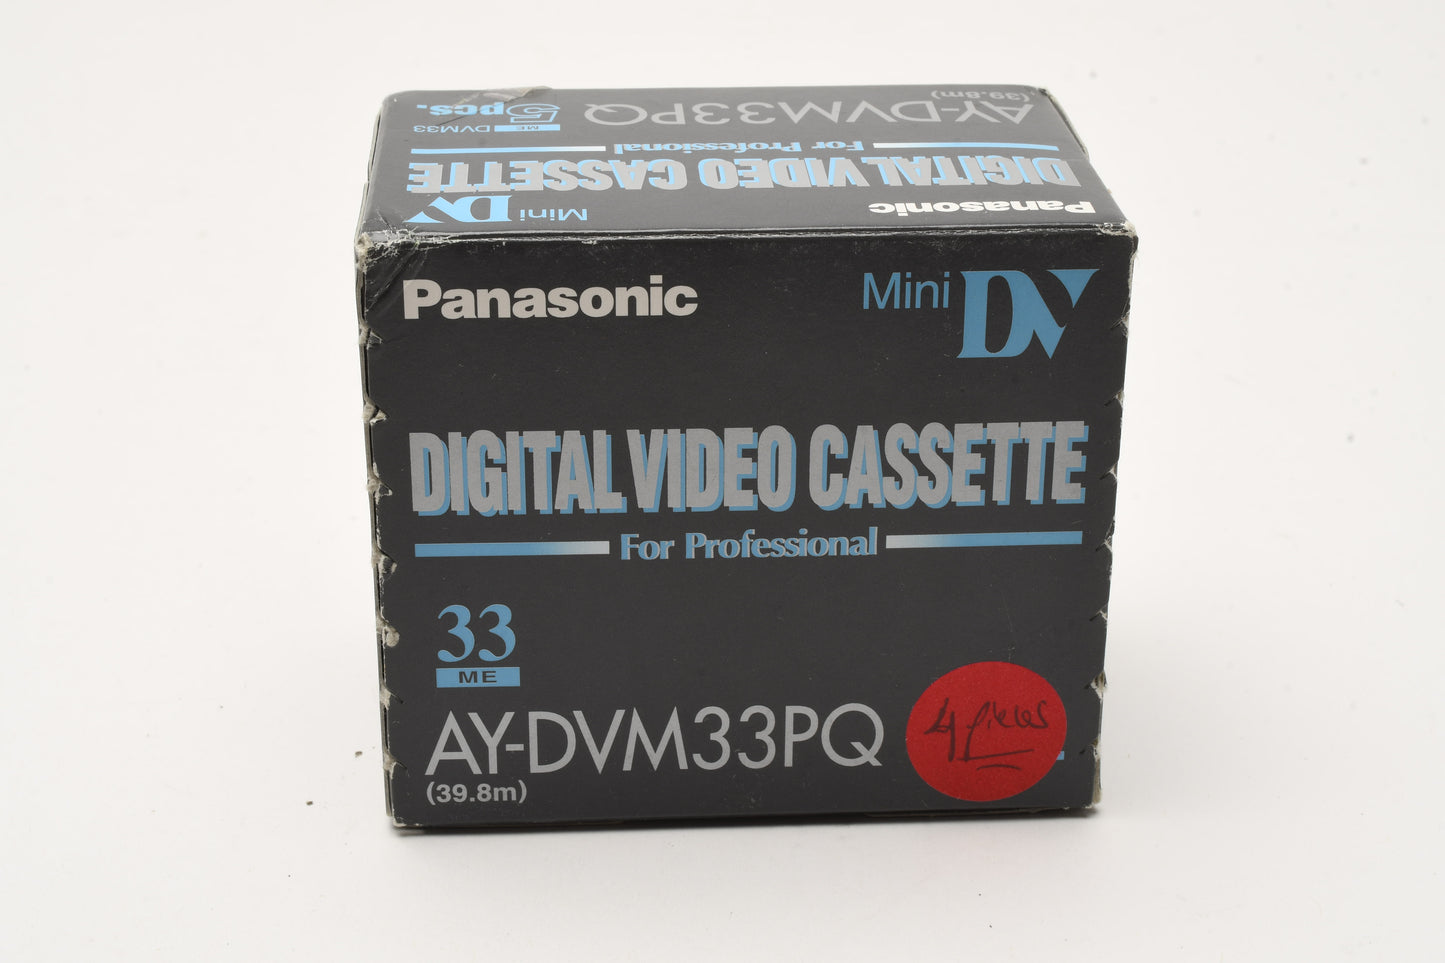 AY-DVM33PQ
(39.8m)
5pcs.
ME
DVM33
For Professional
DIGITAL VIDEO CASSETTE
Panasonic
Mini DV
Panasonic
Mini DV
DIGITAL VIDEO CASSETTE
For Professional
33
ME
AY-DVM33PQ
(39.8m)
4 pieces